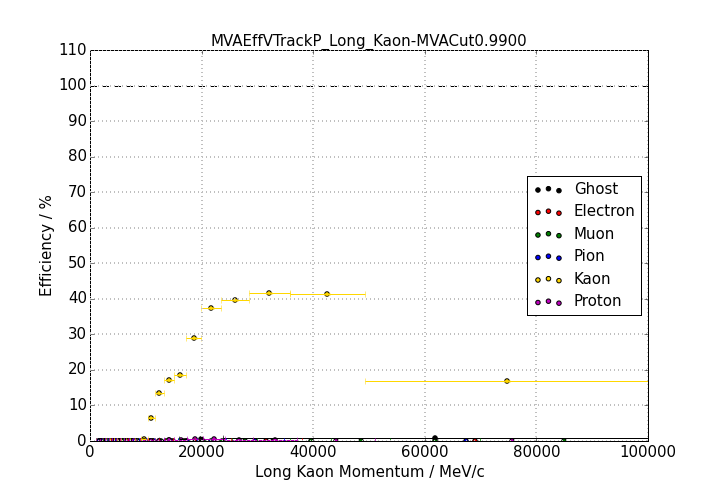 MVAEffVTrackP_Long_Kaon-MVACut0.9900
110
100
90
80
70
60
50
40
30
20
10
0
Efficiency / %
Ghost
Electron
Muon
Pion
Kaon
Proton
0 20000 40000 60000 80000 100000
Long Kaon Momentum / MeV/c